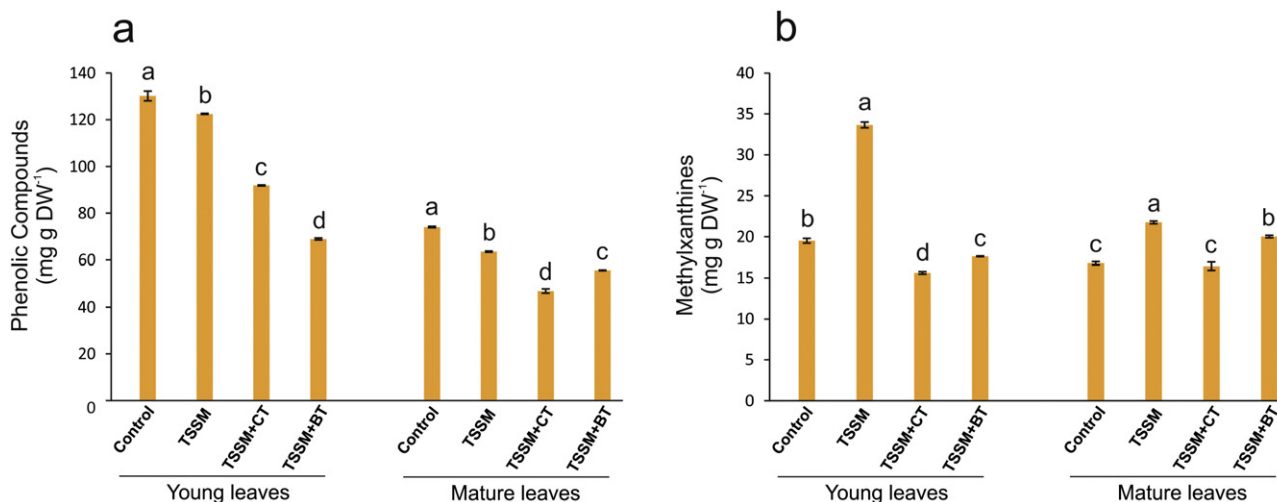 a
Phenolic Compounds
(mg g DW⁻¹)
140
120
100
80
60
40
20
0
a
b
c
d
a
b
d
c
Control
TSSM
TSSM+CT
TSSM+BT
Control
TSSM
TSSM+CT
TSSM+BT
Young leaves
Mature leaves
b
Methylxanthines
(mg g DW⁻¹)
40
35
30
25
20
15
10
5
0
b
a
d
c
c
a
c
b
Control
TSSM
TSSM+CT
TSSM+BT
Control
TSSM
TSSM+CT
TSSM+BT
Young leaves
Mature leaves